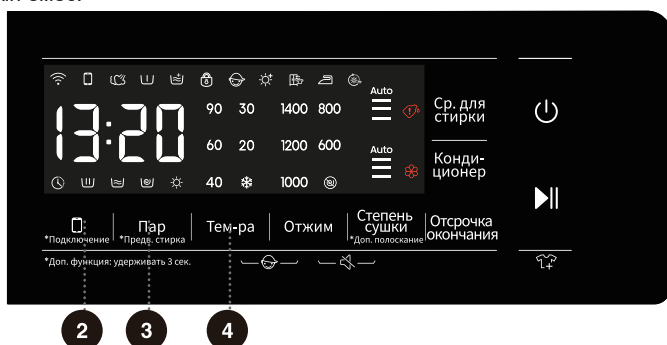 Auto
90 30 1400 800
Ср. для
стирки
13:20
60 20 1200 600
Auto
Конди-
ционер
40 1000
Пар
Тем-ра
Отжим
Степень
сушки
Отсрочка
окончания
*Подключение
*Предв. стирка
*Доп. полоскание
*Доп. функция: удерживать 3 сек.
2 3 4